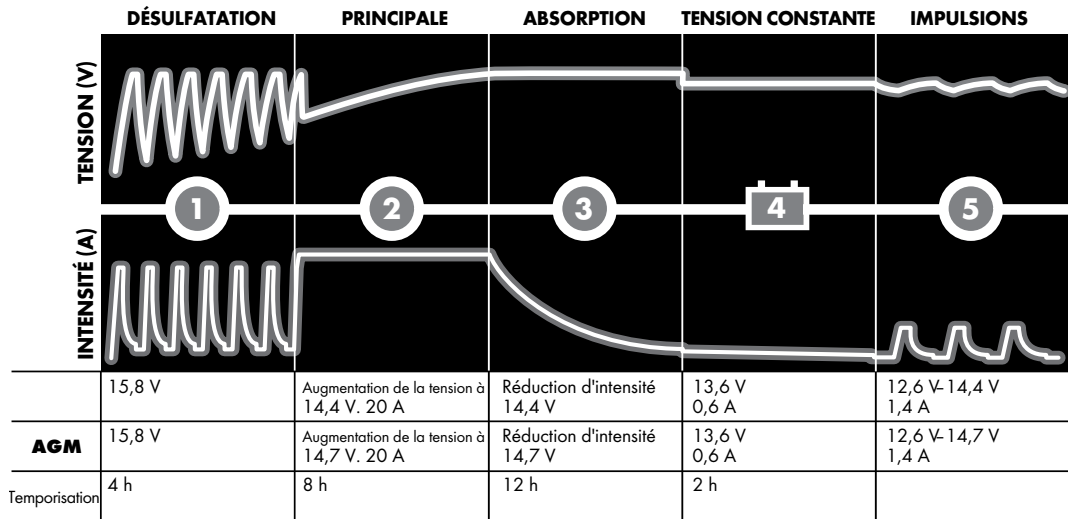 DÉSULFATATION PRINCIPALE ABSORPTION TENSION CONSTANTE IMPULSIONS
TENSION (V)
1 2 3 4 5
INTENSITÉ (A)
15,8 V Augmentation de la tension à Réduction d'intensité 13,6 V 12,6 V-14,4 V
14,4 V. 20 A 14,4 V 0,6 A 1,4 A
AGM 15,8 V Augmentation de la tension à Réduction d'intensité 13,6 V 12,6 V-14,7 V
14,7 V. 20 A 14,7 V 0,6 A 1,4 A
Temporisation 4 h 8 h 12 h 2 h